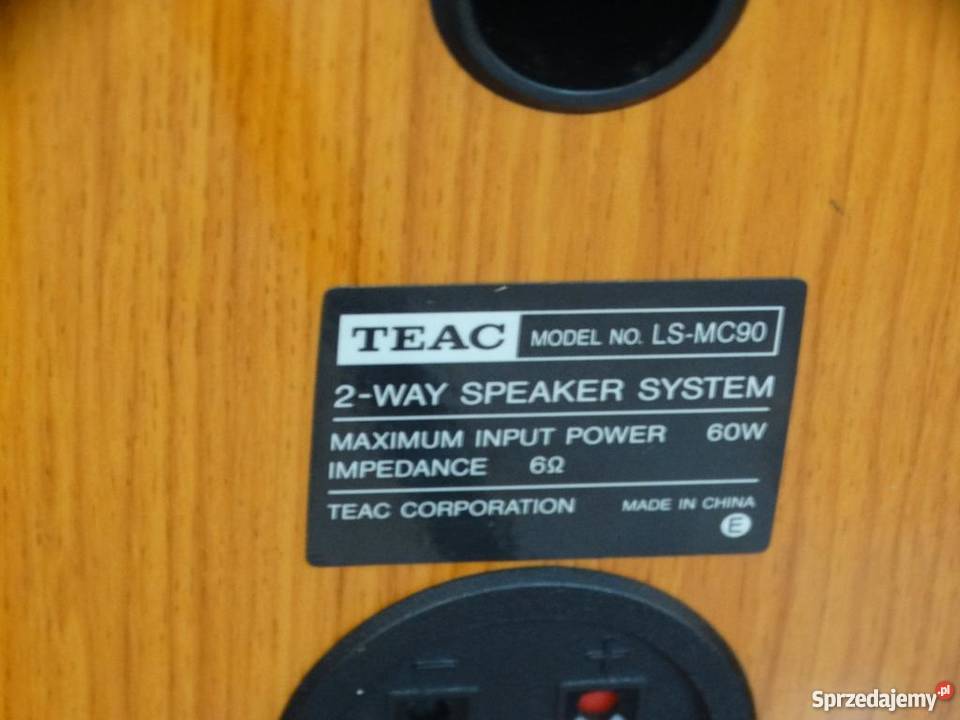 TEAC MODEL NO. LS-MC90
2-WAY SPEAKER SYSTEM
MAXIMUM INPUT POWER 60W
IMPEDANCE 6Ω
TEAC CORPORATION MADE IN CHINA
E
- +
Sprzedajemy.pl